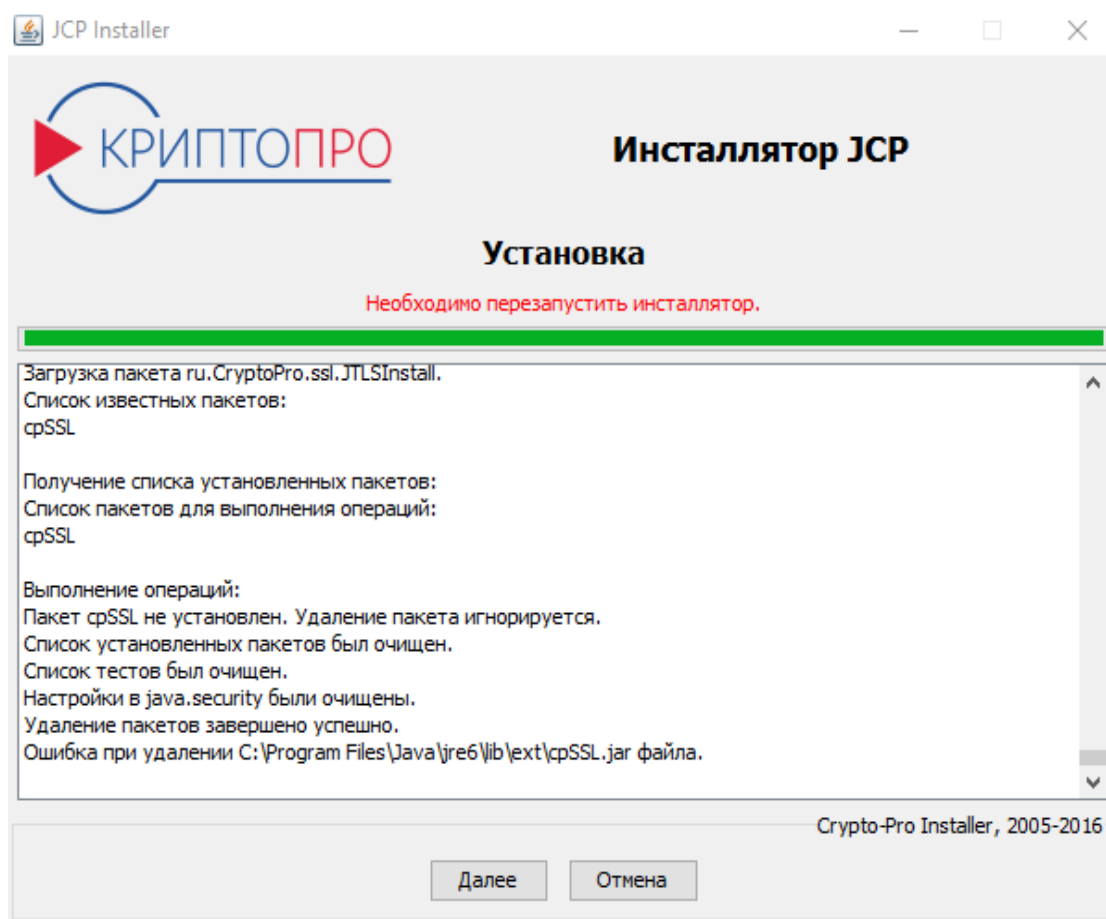 JCP Installer
КРИПТОПРО
Инсталлятор JCP
Установка
Необходимо перезапустить инсталлятор.
Загрузка пакета ru.CryptoPro.ssl.JTLSInstall.
Список известных пакетов:
cpSSL
Получение списка установленных пакетов:
Список пакетов для выполнения операций:
cpSSL
Выполнение операций:
Пакет cpSSL не установлен. Удаление пакета игнорируется.
Список установленных пакетов был очищен.
Список тестов был очищен.
Настройки в java.security были очищены.
Удаление пакетов завершено успешно.
Ошибка при удалении C:\Program Files\Java\jre6\lib\ext\cpSSL.jar файла.
Crypto-Pro Installer, 2005-2016
Далее Отмена